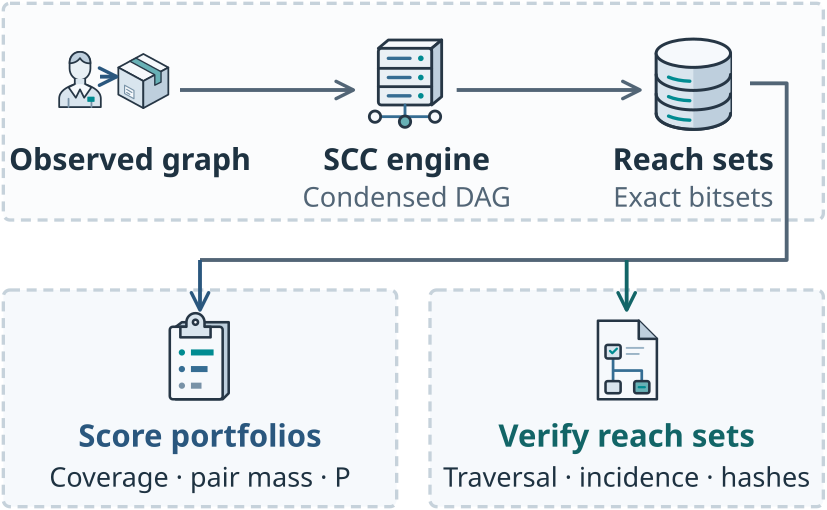 Observed graph
SCC engine
Condensed DAG
Reach sets
Exact bitsets
Score portfolios
Coverage · pair mass · P
Verify reach sets
Traversal · incidence · hashes